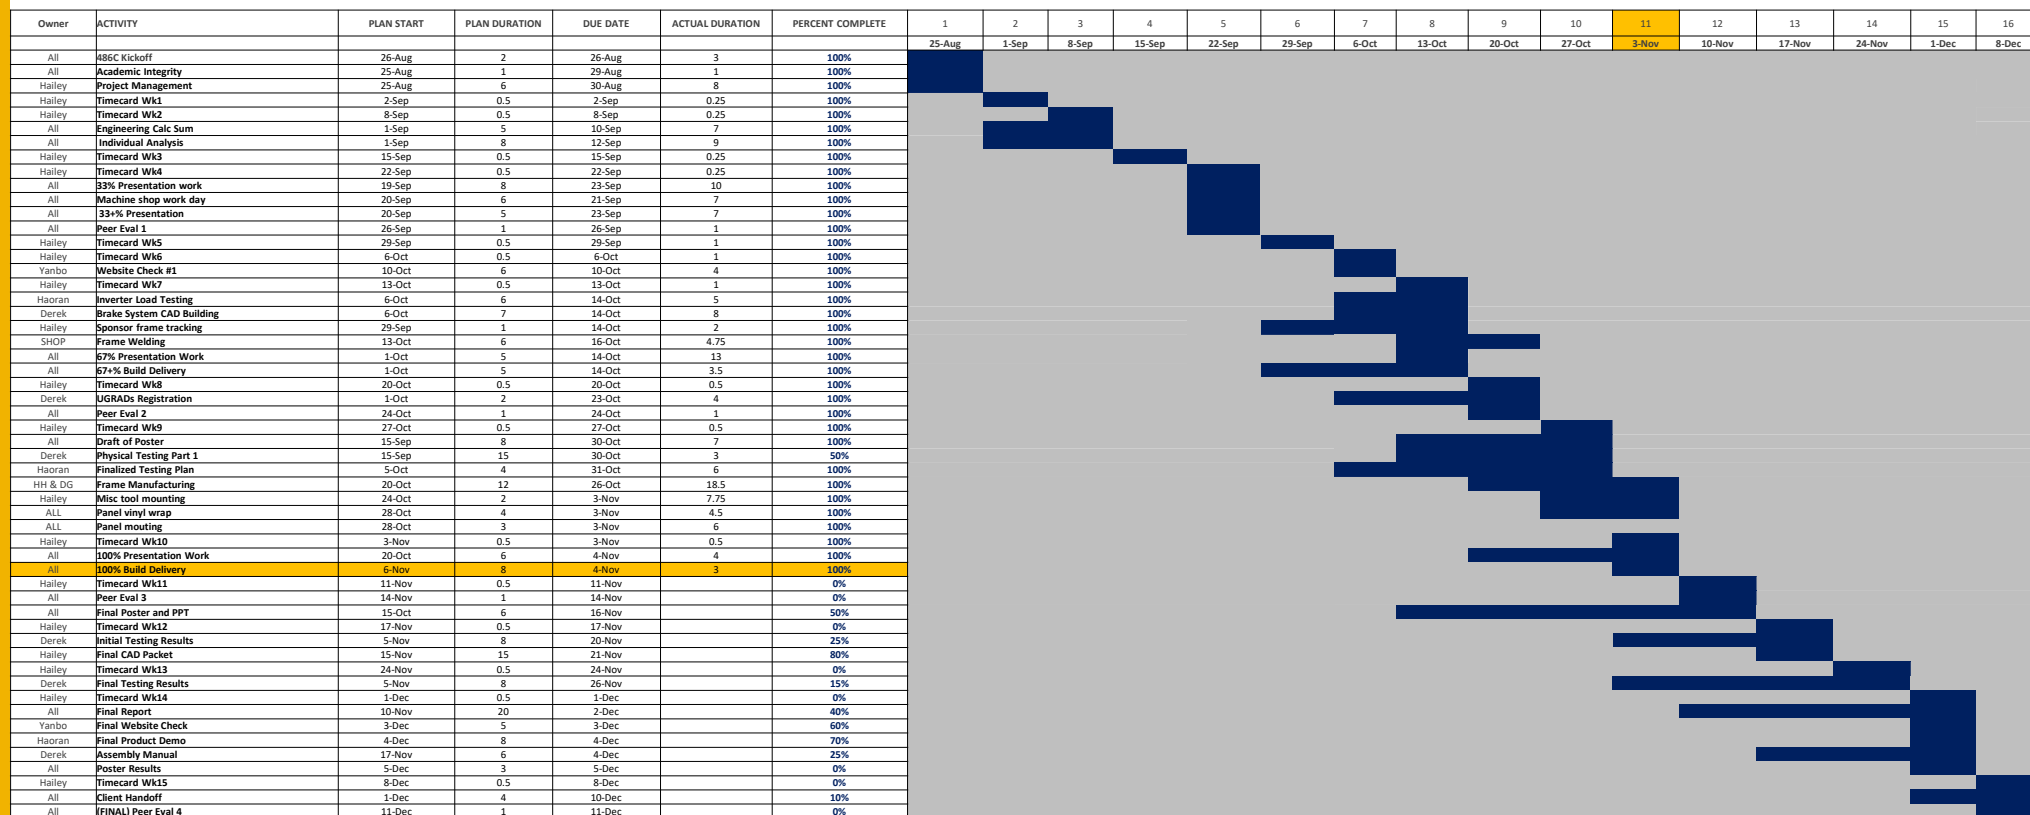 Owner ACTIVITY PLAN START PLAN DURATION DUE DATE ACTUAL DURATION PERCENT COMPLETE 1 2 3 4 5 6 7 8 9 10 11 12 13 14 15 16
25-Aug 1-Sep 8-Sep 15-Sep 22-Sep 29-Sep 6-Oct 13-Oct 20-Oct 27-Oct 3-Nov 10-Nov 17-Nov 24-Nov 1-Dec 8-Dec
All 486C Kickoff 26-Aug 2 26-Aug 3 100%
All Academic Integrity 25-Aug 1 29-Aug 1 100%
Hailey Project Management 25-Aug 6 30-Aug 8 100%
Hailey Timecard Wk1 2-Sep 0.5 2-Sep 0.25 100%
Hailey Timecard Wk2 8-Sep 0.5 8-Sep 0.25 100%
All Engineering Calc Sum 1-Sep 5 10-Sep 7 100%
All Individual Analysis 1-Sep 8 12-Sep 9 100%
Hailey Timecard Wk3 15-Sep 0.5 15-Sep 0.25 100%
Hailey Timecard Wk4 22-Sep 0.5 22-Sep 0.25 100%
All 33% Presentation work 19-Sep 8 23-Sep 10 100%
All Machine shop work day 20-Sep 6 21-Sep 7 100%
All 33+% Presentation 20-Sep 5 23-Sep 7 100%
All Peer Eval 1 26-Sep 1 26-Sep 1 100%
Hailey Timecard Wk5 29-Sep 0.5 29-Sep 1 100%
Hailey Timecard Wk6 6-Oct 0.5 6-Oct 1 100%
Yanbo Website Check #1 10-Oct 6 10-Oct 4 100%
Hailey Timecard Wk7 13-Oct 0.5 13-Oct 1 100%
Haoran Inverter Load Testing 6-Oct 6 14-Oct 5 100%
Derek Brake System CAD Building 6-Oct 7 14-Oct 8 100%
Hailey Sponsor frame tracking 29-Sep 1 14-Oct 2 100%
SHOP Frame Welding 13-Oct 6 16-Oct 4.75 100%
All 67% Presentation Work 1-Oct 5 14-Oct 13 100%
All 67+% Build Delivery 1-Oct 5 14-Oct 3.5 100%
Hailey Timecard Wk8 20-Oct 0.5 20-Oct 0.5 100%
Derek UGRADs Registration 1-Oct 2 23-Oct 4 100%
All Peer Eval 2 24-Oct 1 24-Oct 1 100%
Hailey Timecard Wk9 27-Oct 0.5 27-Oct 0.5 100%
All Draft of Poster 15-Sep 8 30-Oct 7 100%
Derek Physical Testing Part 1 15-Sep 15 30-Oct 3 50%
Haoran Finalized Testing Plan 5-Oct 4 31-Oct 6 100%
HH & DG Frame Manufacturing 20-Oct 12 26-Oct 18.5 100%
Hailey Misc tool mounting 24-Oct 2 3-Nov 7.75 100%
ALL Panel vinyl wrap 28-Oct 4 3-Nov 4.5 100%
ALL Panel mouting 28-Oct 3 3-Nov 6 100%
Hailey Timecard Wk10 3-Nov 0.5 3-Nov 0.5 100%
All 100% Presentation Work 20-Oct 6 4-Nov 4 100%
All 100% Build Delivery 6-Nov 8 4-Nov 3 100%
Hailey Timecard Wk11 11-Nov 0.5 11-Nov 0%
All Peer Eval 3 14-Nov 1 14-Nov 0%
All Final Poster and PPT 15-Oct 6 16-Nov 50%
Hailey Timecard Wk12 17-Nov 0.5 17-Nov 0%
Derek Initial Testing Results 5-Nov 8 20-Nov 25%
Hailey Final CAD Packet 15-Nov 15 21-Nov 80%
Hailey Timecard Wk13 24-Nov 0.5 24-Nov 0%
Derek Final Testing Results 5-Nov 8 26-Nov 15%
Hailey Timecard Wk14 1-Dec 0.5 1-Dec 0%
All Final Report 10-Nov 20 2-Dec 40%
Yanbo Final Website Check 3-Dec 5 3-Dec 60%
Haoran Final Product Demo 4-Dec 8 4-Dec 70%
Derek Assembly Manual 17-Nov 6 4-Dec 25%
All Poster Results 5-Dec 3 5-Dec 0%
Hailey Timecard Wk15 8-Dec 0.5 8-Dec 0%
All Client Handoff 1-Dec 4 10-Dec 10%
All (FINAL) Peer Eval 4 11-Dec 1 11-Dec 0%